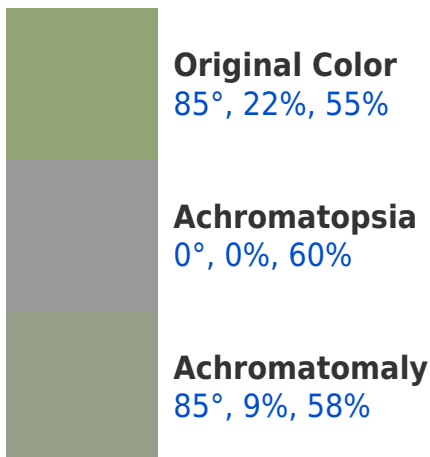 Original Color
85°, 22%, 55%
Achromatopsia
0°, 0%, 60%
Achromatomaly
85°, 9%, 58%